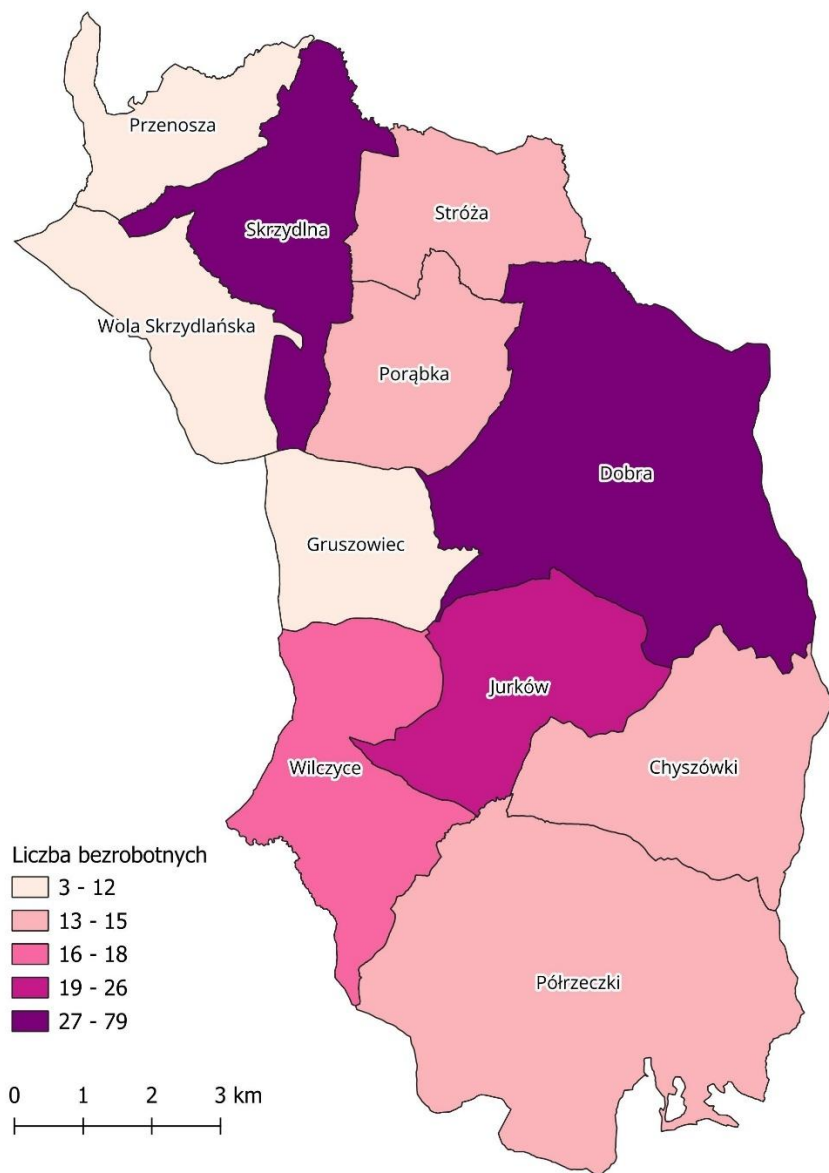 Przenosza
Skrzydlna
Stróża
Wola Skrzydlańska
Porąbka
Dobra
Gruszowiec
Jurków
Wilczyce
Chyszówki
Półrzeczki
Liczba bezrobotnych
3 - 12
13 - 15
16 - 18
19 - 26
27 - 79
0 1 2 3 km